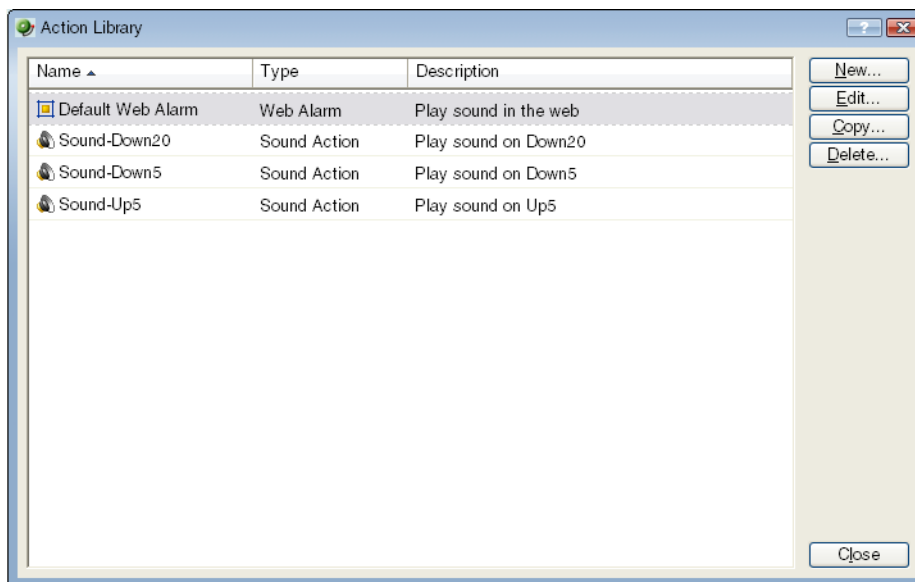 Action Library
?
Name Type Description
Default Web Alarm Web Alarm Play sound in the web
Sound-Down20 Sound Action Play sound on Down20
Sound-Down5 Sound Action Play sound on Down5
Sound-Up5 Sound Action Play sound on Up5
New...
Edit...
Copy...
Delete...
Close